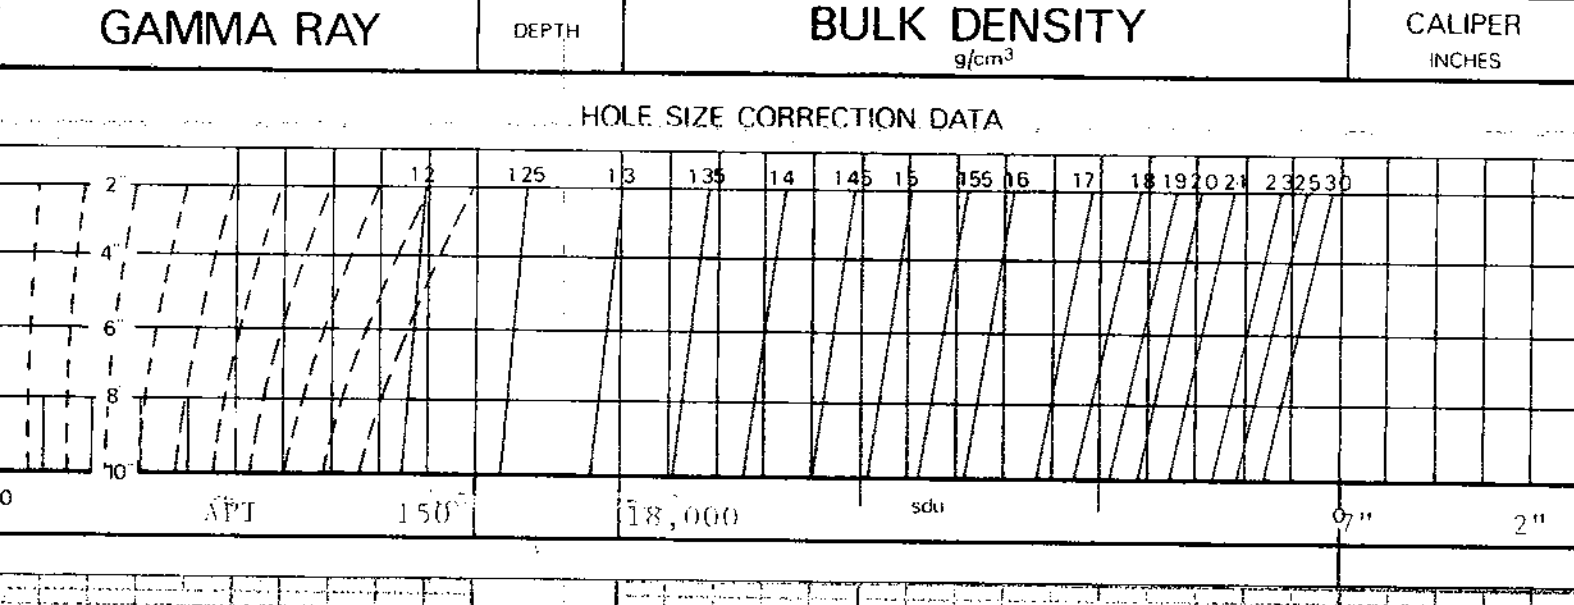 GAMMA RAY DEPTH BULK DENSITY CALIPER
g/cm³ INCHES
HOLE SIZE CORRECTION DATA
12 125 13 135 14 145 15 155 16 17 18 19 20 21 23 25 30
2"
4"
6"
8"
10"
0 API 150 18,000 sdu 0 7" 2"